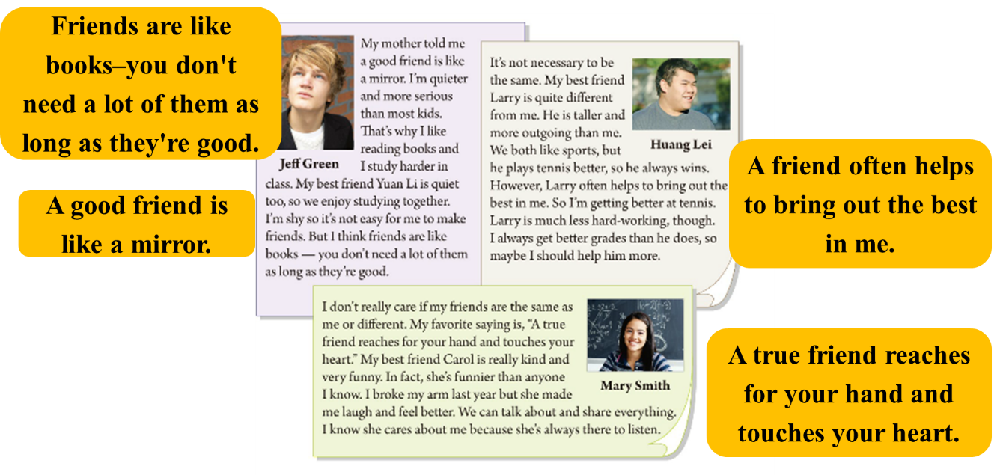 Friends are like
books–you don't
need a lot of them as
long as they're good.
A good friend is
like a mirror.
My mother told me
a good friend is like
a mirror. I'm quieter
and more serious
than most kids.
That's why I like
reading books and
I study harder in
class. My best friend Yuan Li is quiet
too, so we enjoy studying together.
I'm shy so it's not easy for me to make
friends. But I think friends are like
books — you don't need a lot of them
as long as they're good.
Jeff Green
It's not necessary to be
the same. My best friend
Larry is quite different
from me. He is taller and
more outgoing than me.
We both like sports, but
he plays tennis better, so he always wins.
However, Larry often helps to bring out the
best in me. So I'm getting better at tennis.
Larry is much less hard-working, though.
I always get better grades than he does, so
maybe I should help him more.
Huang Lei
A friend often helps
to bring out the best
in me.
I don't really care if my friends are the same as
me or different. My favorite saying is, “A true
friend reaches for your hand and touches your
heart.” My best friend Carol is really kind and
very funny. In fact, she's funnier than anyone
I know. I broke my arm last year but she made
me laugh and feel better. We can talk about and share everything.
I know she cares about me because she's always there to listen.
Mary Smith
A true friend reaches
for your hand and
touches your heart.